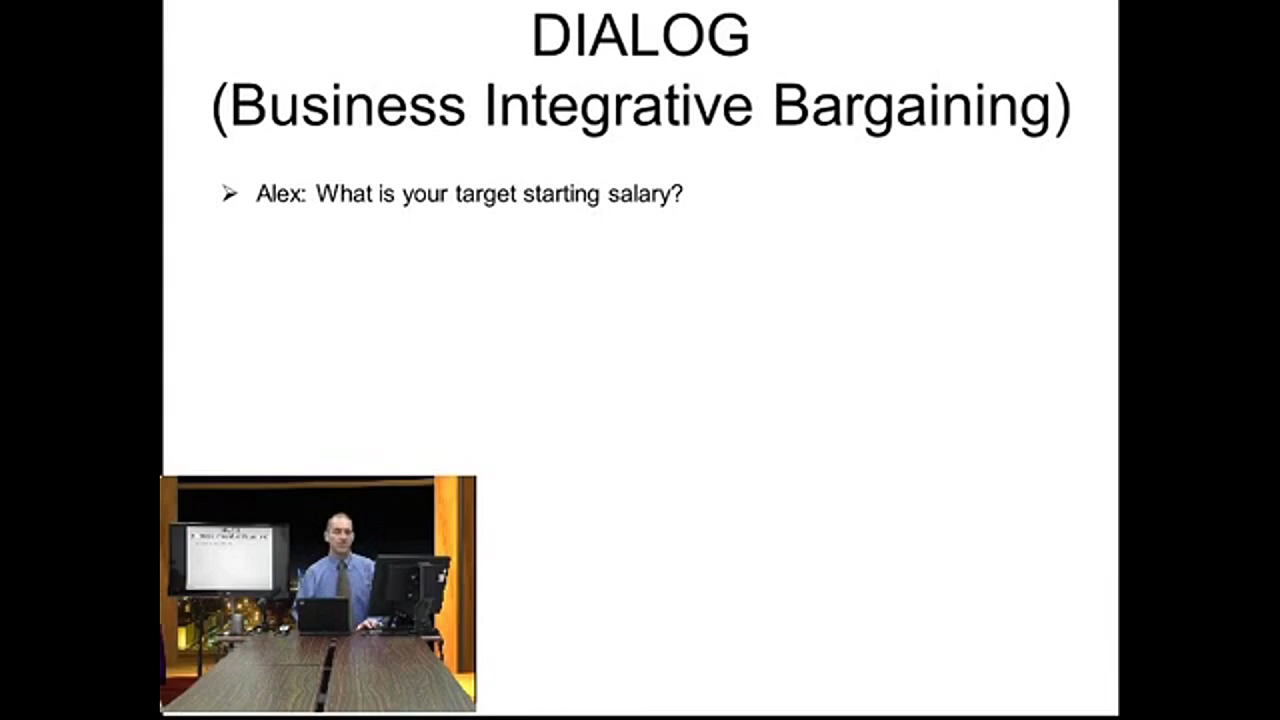 DIALOG
(Business Integrative Bargaining)
➢ Alex: What is your target starting salary?